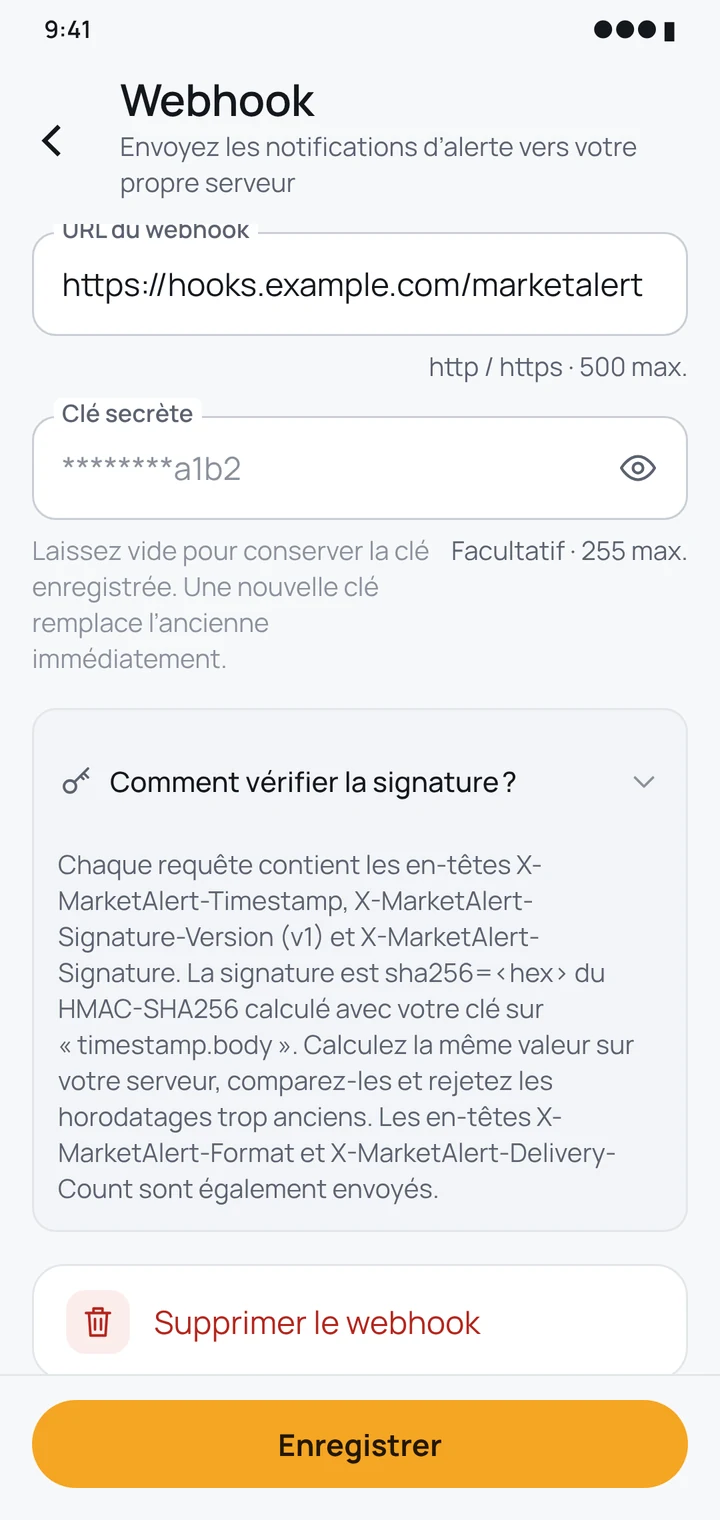 9:41
Webhook
Envoyez les notifications d’alerte vers votre
propre serveur
URL du webhook
https://hooks.example.com/marketalert
http / https · 500 max.
Clé secrète
********a1b2
Laissez vide pour conserver la clé
enregistrée. Une nouvelle clé
remplace l’ancienne
immédiatement.
Facultatif · 255 max.
Comment vérifier la signature ?
Chaque requête contient les en-têtes X-
MarketAlert-Timestamp, X-MarketAlert-
Signature-Version (v1) et X-MarketAlert-
Signature. La signature est sha256=<hex> du
HMAC-SHA256 calculé avec votre clé sur
« timestamp.body ». Calculez la même valeur sur
votre serveur, comparez-les et rejetez les
horodatages trop anciens. Les en-têtes X-
MarketAlert-Format et X-MarketAlert-Delivery-
Count sont également envoyés.
Supprimer le webhook
Enregistrer